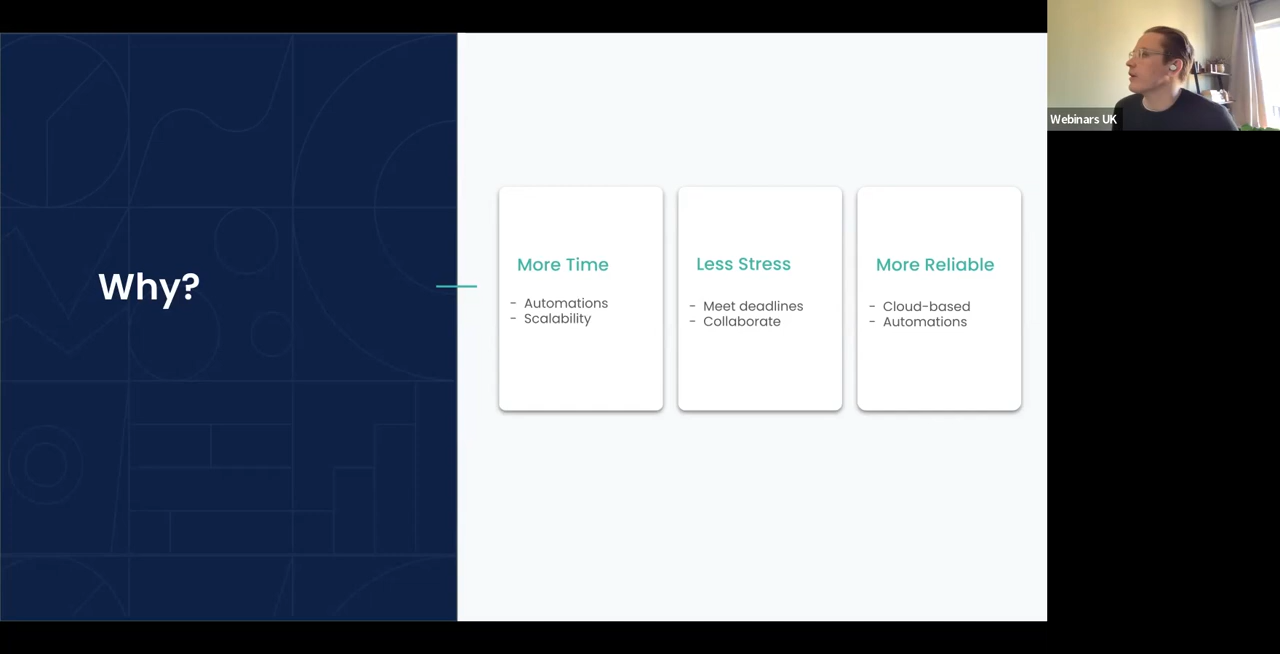 Why?
More Time
- Automations
- Scalability
Less Stress
- Meet deadlines
- Collaborate
More Reliable
- Cloud-based
- Automations
Webinars UK